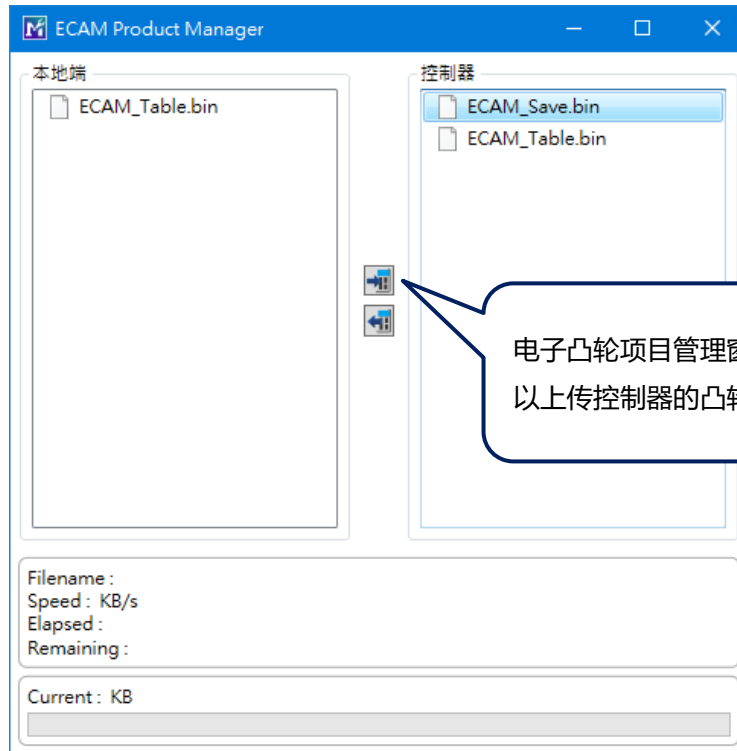 ECAM Product Manager
本地端
控制器
ECAM_Table.bin
ECAM_Save.bin
ECAM_Table.bin
电子凸轮项目管理
以上传控制器的凸
Filename :
Speed : KB/s
Elapsed :
Remaining :
Current : KB